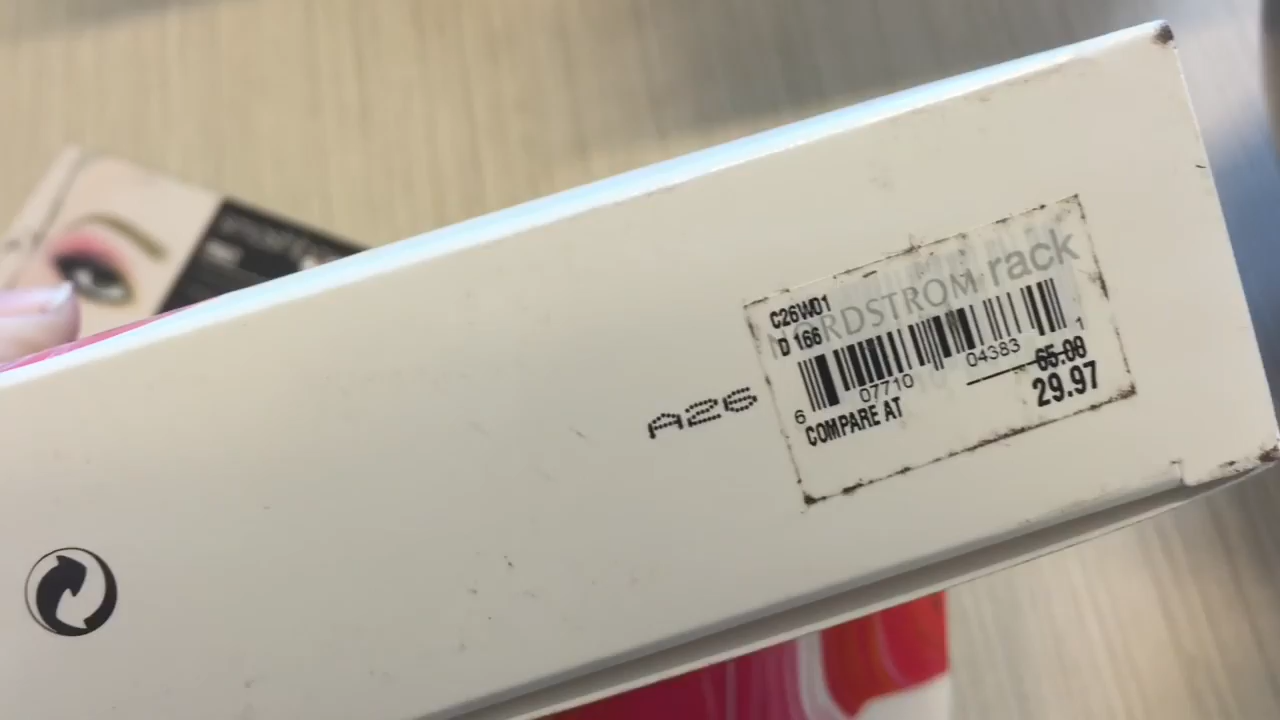 NORDSTROM rack
C26W01
D 166
6 07710 04383 1
65.00
29.97
COMPARE AT
A26